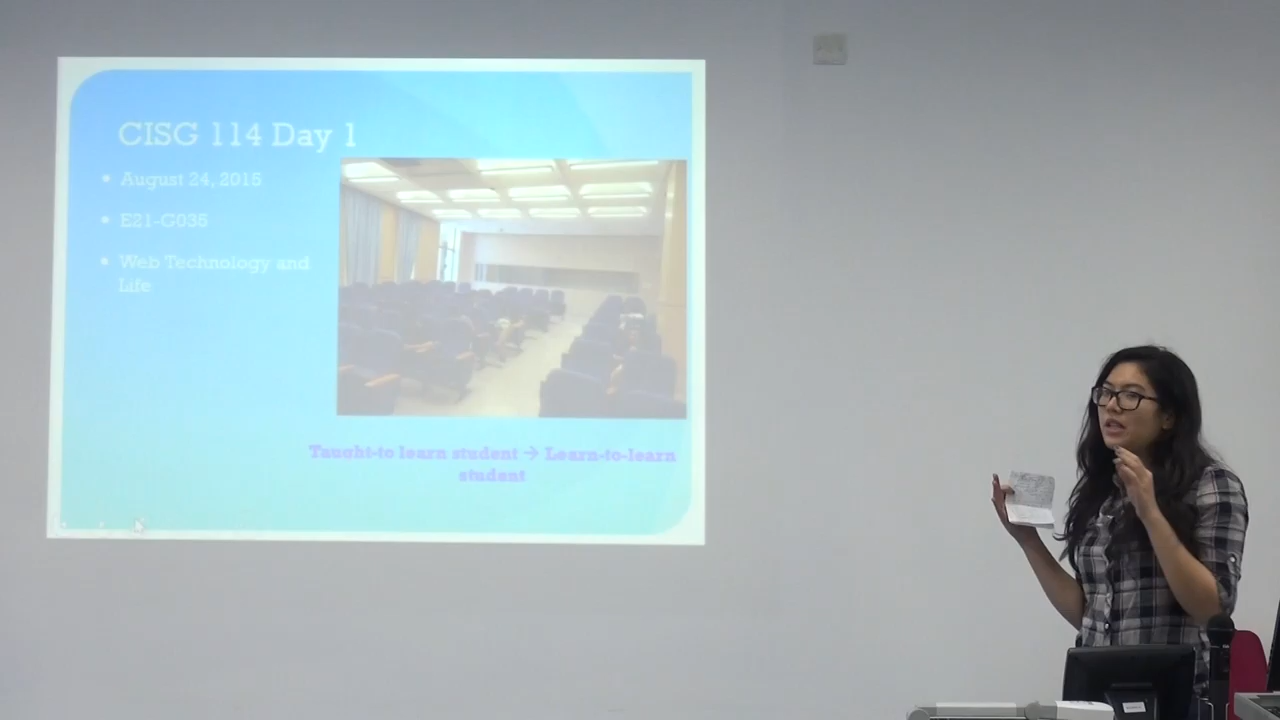 CISG 114 Day 1
August 24, 2015
E21-G035
Web Technology and
Life
Taught-to learn student → Learn-to-learn
student